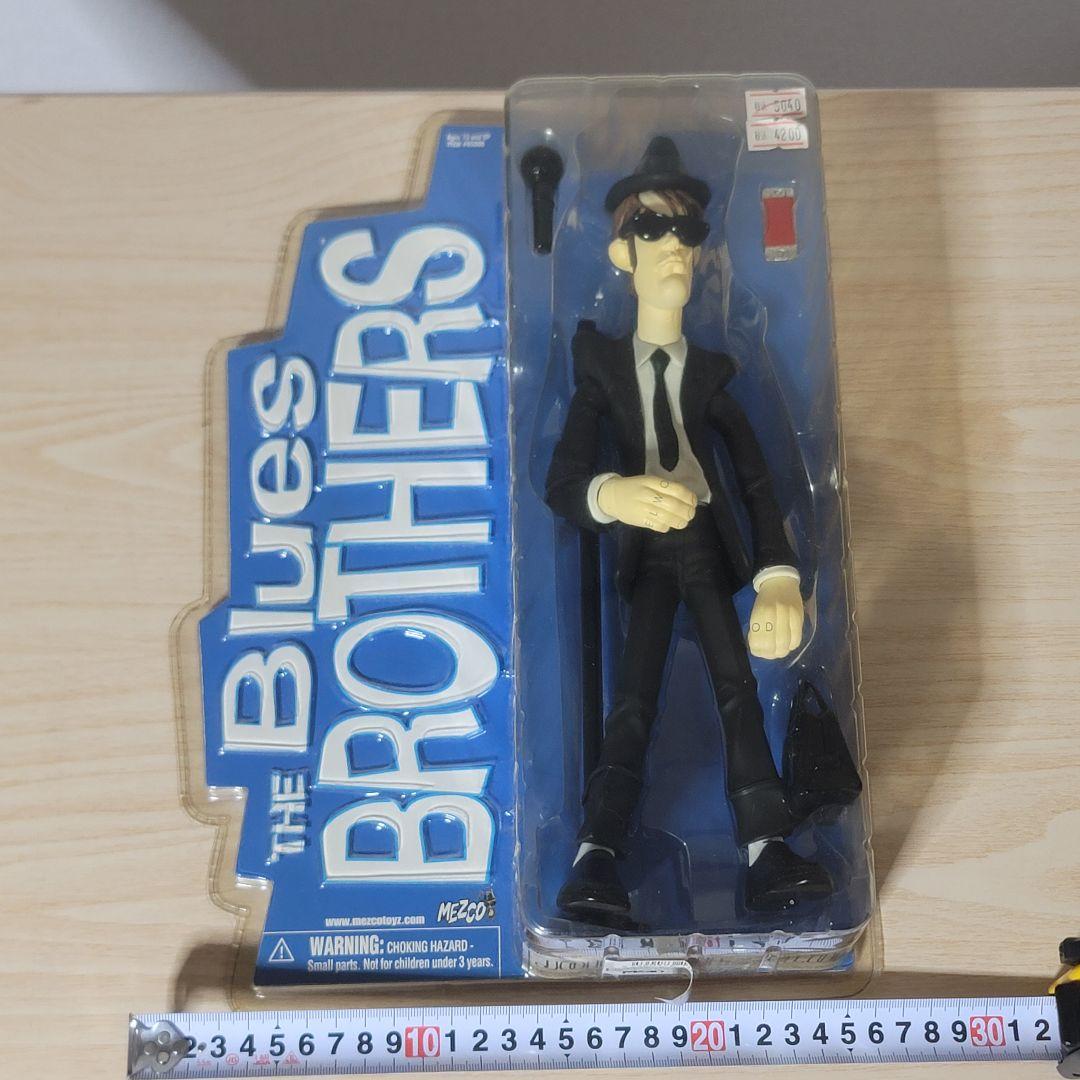 THE Blues
BROTHERS
5040
4200
ELWO
OD
www.mezcotoyz.com
MEZCO
WARNING: CHOKING HAZARD -
Small parts. Not for children under 3 years.
2 3 4 5 6 7 8 9 10 1 2 3 4 5 6 7 8 9 20 1 2 3 4 5 6 7 8 9 30 1 2